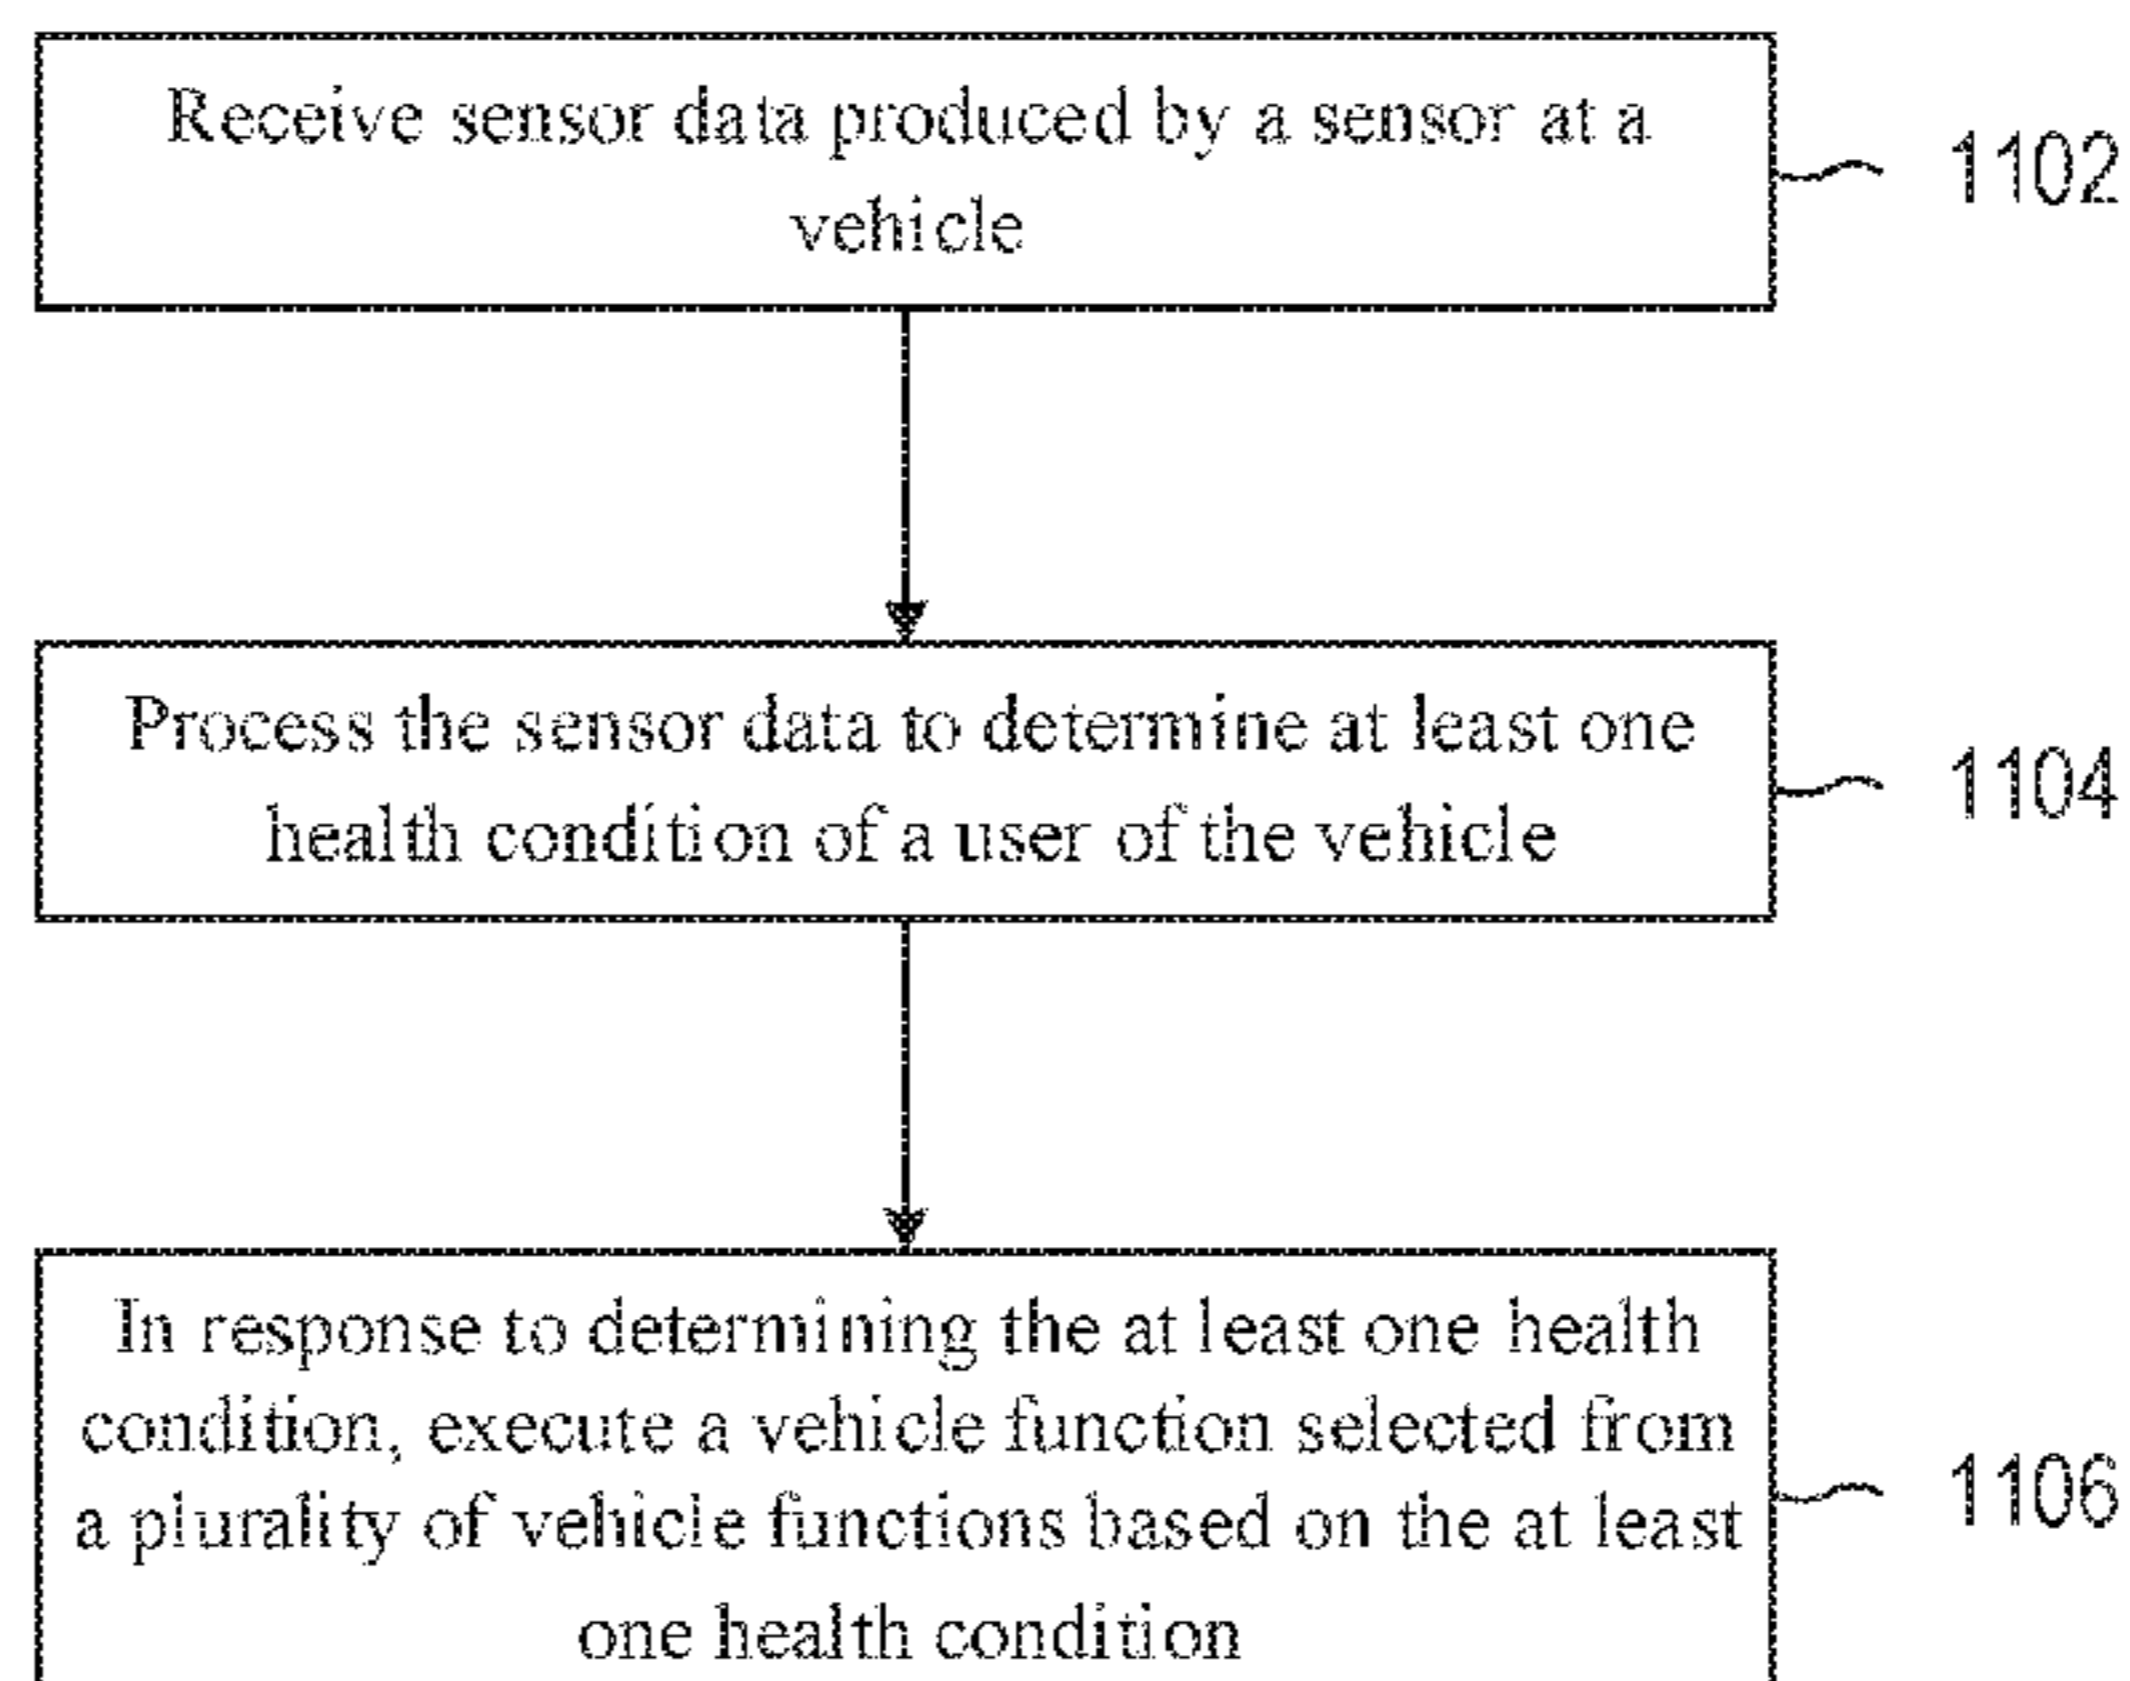 Receive sensor data produced by a sensor at a
vehicle
1102
Process the sensor data to determine at least one
health condition of a user of the vehicle
1104
In response to determining the at least one health
condition, execute a vehicle function selected from
a plurality of vehicle functions based on the at least
one health condition
1106